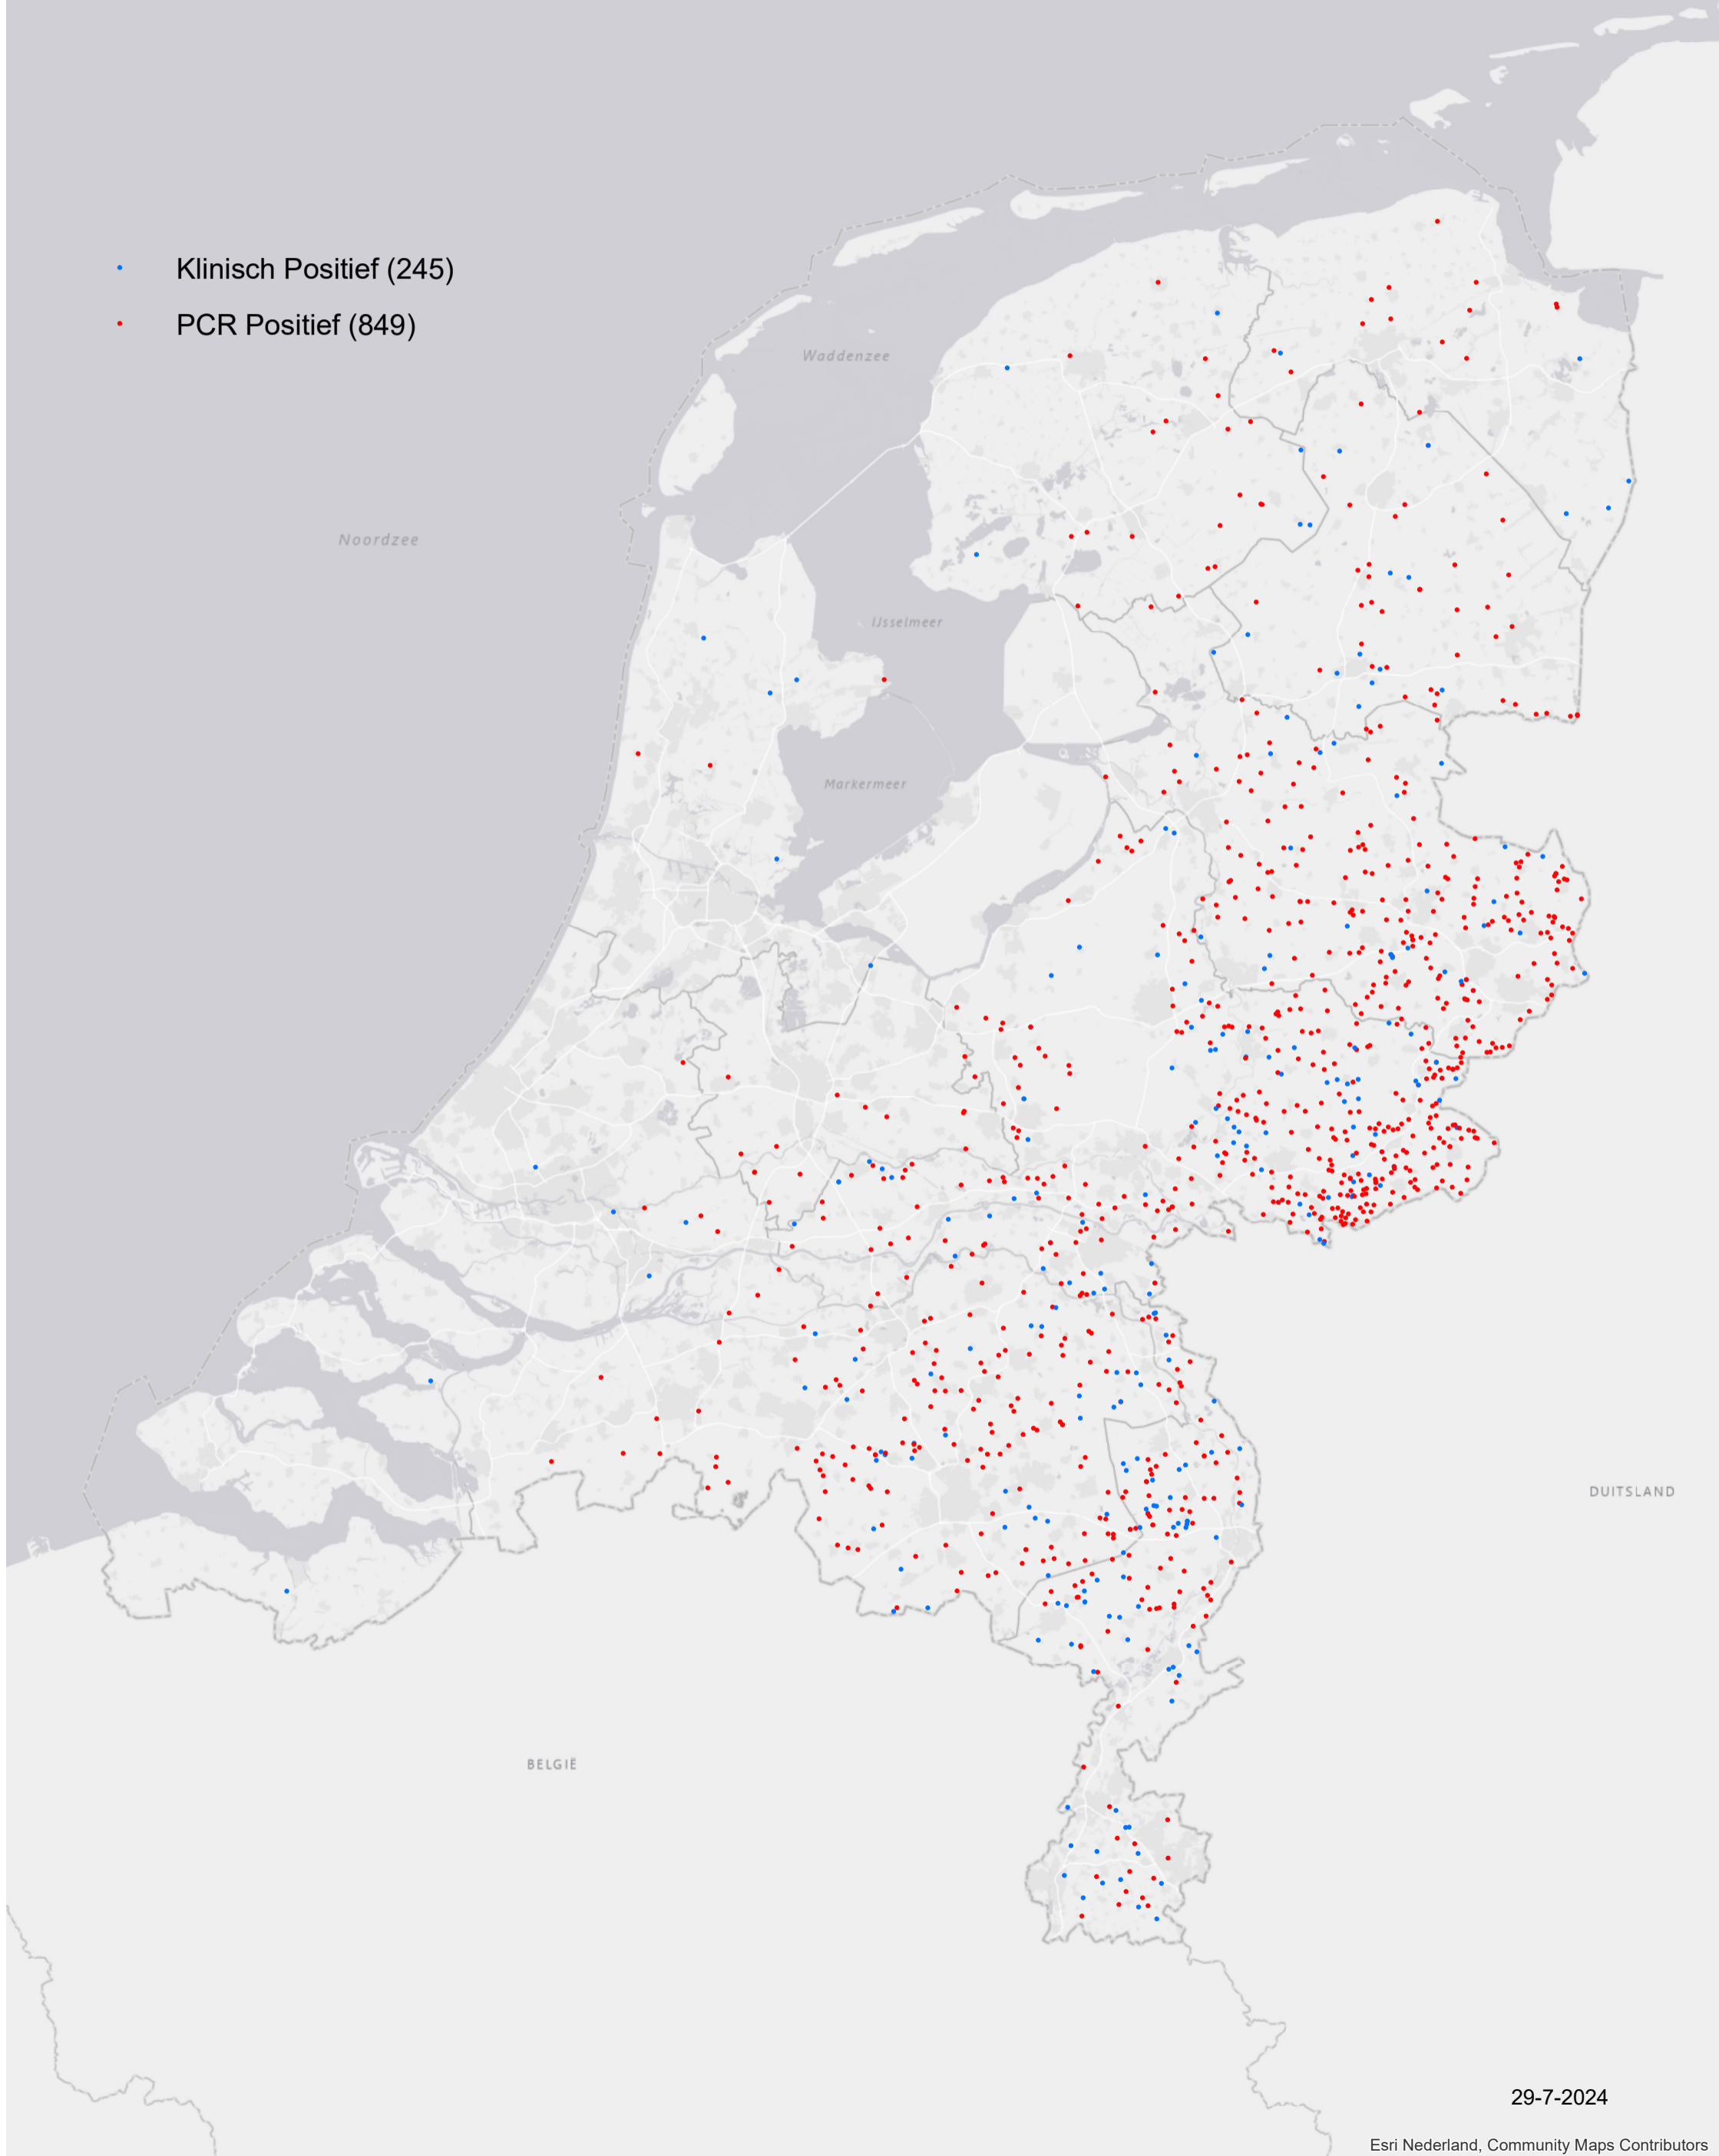 Klinisch Positief (245)
PCR Positief (849)
Waddenzee
Noordzee
IJsselmeer
Markermeer
DUITSLAND
BELGIË
29-7-2024
Esri Nederland, Community Maps Contributors